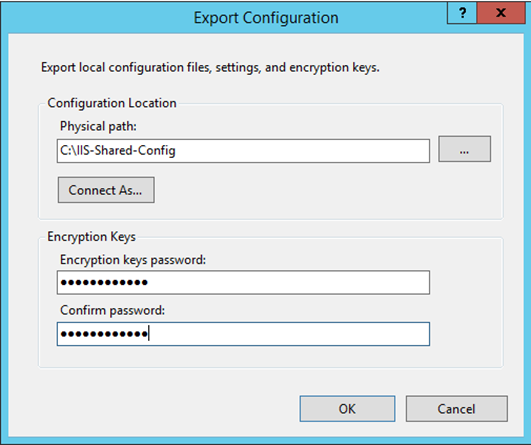 Export Configuration
?
x
Export local configuration files, settings, and encryption keys.
Configuration Location
Physical path:
C:\IIS-Shared-Config
...
Connect As...
Encryption Keys
Encryption keys password:
●●●●●●●●●●●●
Confirm password:
●●●●●●●●●●●●
OK
Cancel